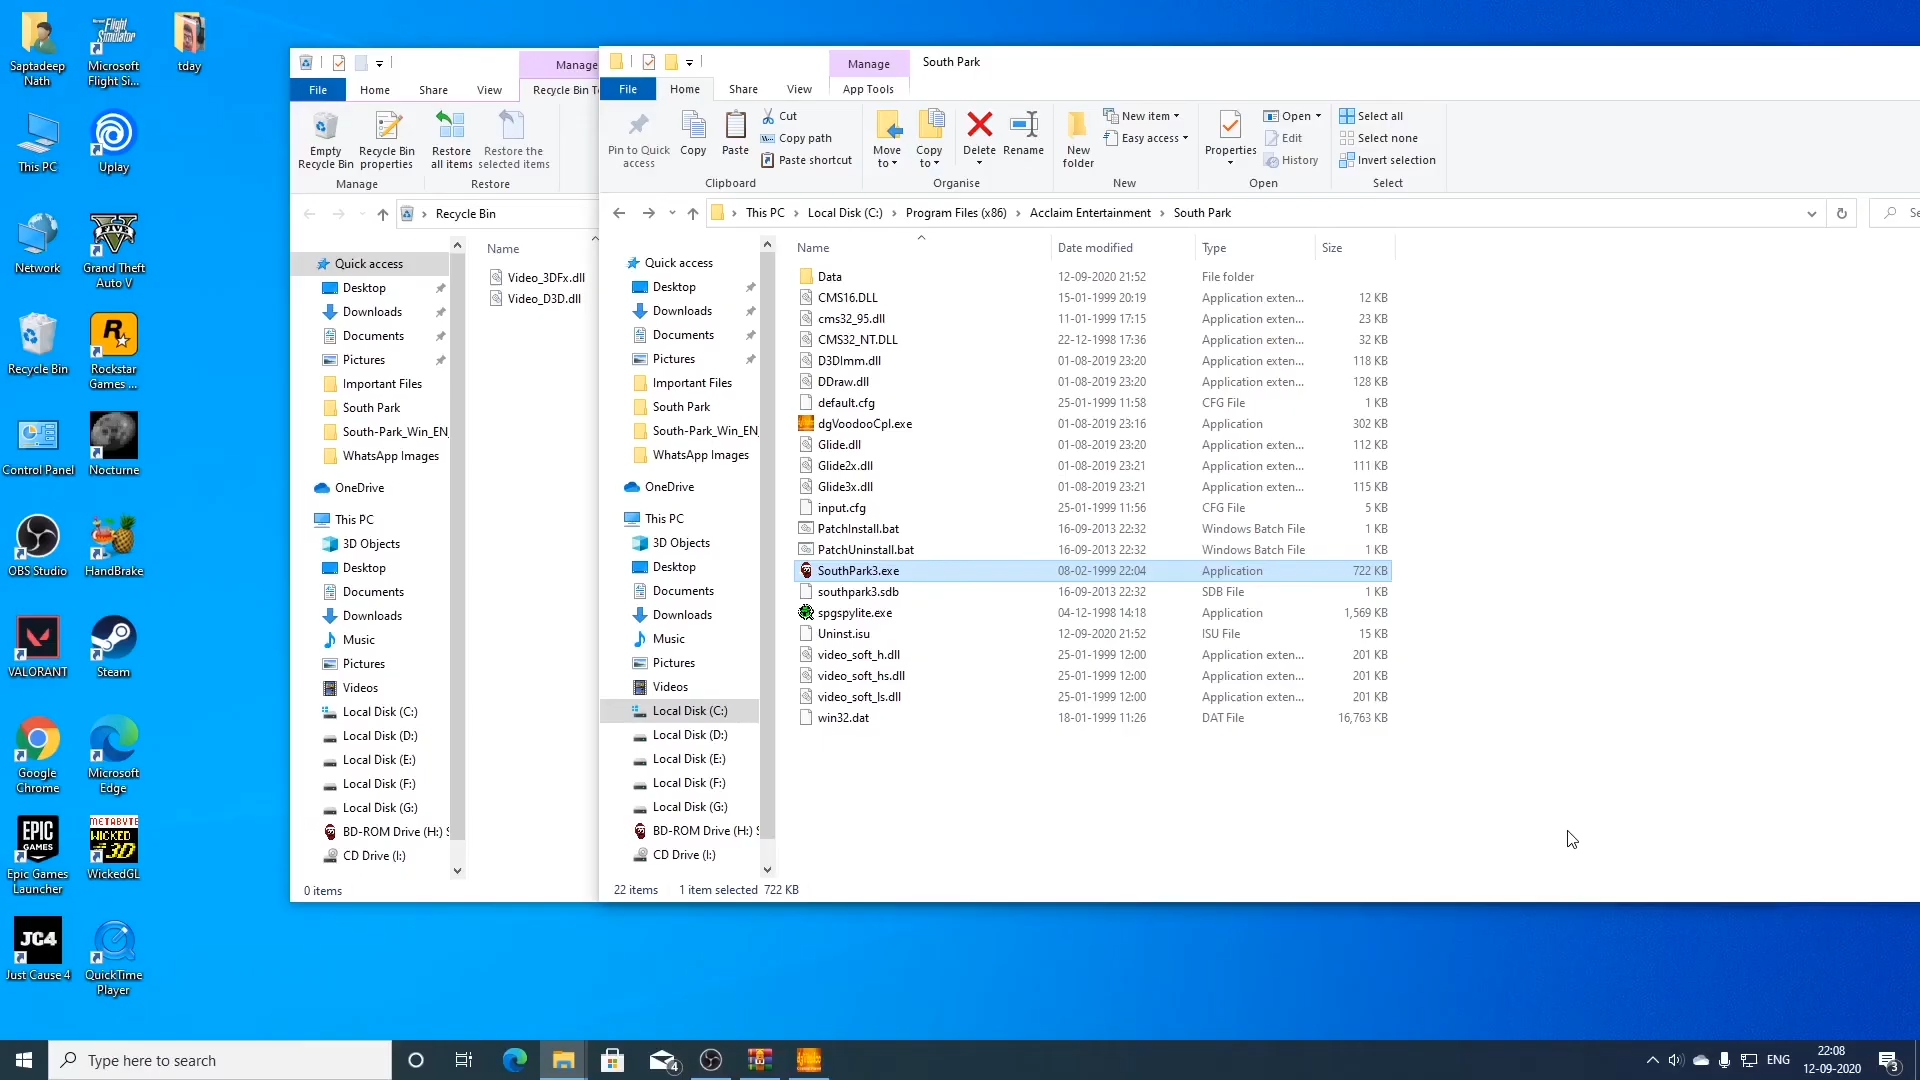 Saptadeep
Nath
Microsoft
Flight Si...
tday
This PC
Uplay
Network
Grand Theft
Auto V
Recycle Bin
Rockstar
Games ...
Control Panel
Nocturne
OBS Studio
HandBrake
VALORANT
Steam
Google
Chrome
Microsoft
Edge
EPIC
GAMES
Epic Games
Launcher
METABYTE
WICKED
3D
WickedGL
JC4
Just Cause 4
QuickTime
Player
Manage
File
Home
Share
View
Recycle Bin T
Empty
Recycle Bin
Recycle Bin
properties
Restore
all items
Restore the
selected items
Manage
Restore
Recycle Bin
Quick access
Desktop
Downloads
Documents
Pictures
Important Files
South Park
South-Park_Win_EN
WhatsApp Images
OneDrive
This PC
3D Objects
Desktop
Documents
Downloads
Music
Pictures
Videos
Local Disk (C:)
Local Disk (D:)
Local Disk (E:)
Local Disk (F:)
Local Disk (G:)
BD-ROM Drive (H:) S
CD Drive (I:)
Name
Video_3DFx.dll
Video_D3D.dll
0 items
Manage
South Park
File
Home
Share
View
App Tools
Pin to Quick
access
Copy
Paste
Cut
Copy path
Paste shortcut
Clipboard
Move
to
Copy
to
Delete
Rename
Organise
New
folder
New item
Easy access
New
Properties
Open
Edit
History
Open
Select all
Select none
Invert selection
Select
This PC
Local Disk (C:)
Program Files (x86)
Acclaim Entertainment
South Park
Se
Quick access
Desktop
Downloads
Documents
Pictures
Important Files
South Park
South-Park_Win_EN
WhatsApp Images
OneDrive
This PC
3D Objects
Desktop
Documents
Downloads
Music
Pictures
Videos
Local Disk (C:)
Local Disk (D:)
Local Disk (E:)
Local Disk (F:)
Local Disk (G:)
BD-ROM Drive (H:) S
CD Drive (I:)
Name Date modified Type Size
Data 12-09-2020 21:52 File folder
CMS16.DLL 15-01-1999 20:19 Application exten... 12 KB
cms32_95.dll 11-01-1999 17:15 Application exten... 23 KB
CMS32_NT.DLL 22-12-1998 17:36 Application exten... 32 KB
D3DImm.dll 01-08-2019 23:20 Application exten... 118 KB
DDraw.dll 01-08-2019 23:20 Application exten... 128 KB
default.cfg 25-01-1999 11:58 CFG File 1 KB
dgVoodooCpl.exe 01-08-2019 23:16 Application 302 KB
Glide.dll 01-08-2019 23:20 Application exten... 112 KB
Glide2x.dll 01-08-2019 23:21 Application exten... 111 KB
Glide3x.dll 01-08-2019 23:21 Application exten... 115 KB
input.cfg 25-01-1999 11:56 CFG File 5 KB
PatchInstall.bat 16-09-2013 22:32 Windows Batch File 1 KB
PatchUninstall.bat 16-09-2013 22:32 Windows Batch File 1 KB
SouthPark3.exe 08-02-1999 22:04 Application 722 KB
southpark3.sdb 16-09-2013 22:32 SDB File 1 KB
spgspylite.exe 04-12-1998 14:18 Application 1,569 KB
Uninst.isu 12-09-2020 21:52 ISU File 15 KB
video_soft_h.dll 25-01-1999 12:00 Application exten... 201 KB
video_soft_hs.dll 25-01-1999 12:00 Application exten... 201 KB
video_soft_ls.dll 25-01-1999 12:00 Application exten... 201 KB
win32.dat 18-01-1999 11:26 DAT File 16,763 KB
22 items 1 item selected 722 KB
Type here to search
4
ENG
22:08
12-09-2020
3